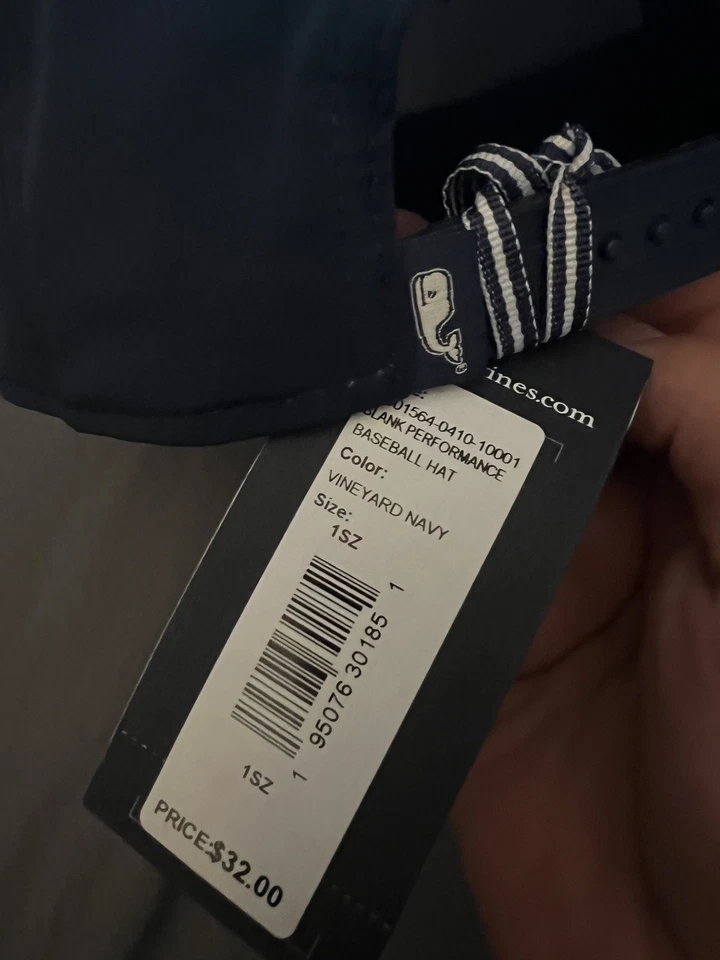 ines.com
01564-0410-10001
BLANK PERFORMANCE
BASEBALL HAT
Color:
VINEYARD NAVY
Size:
1SZ
1 95076 30185 1
1SZ
PRICE:$32.00